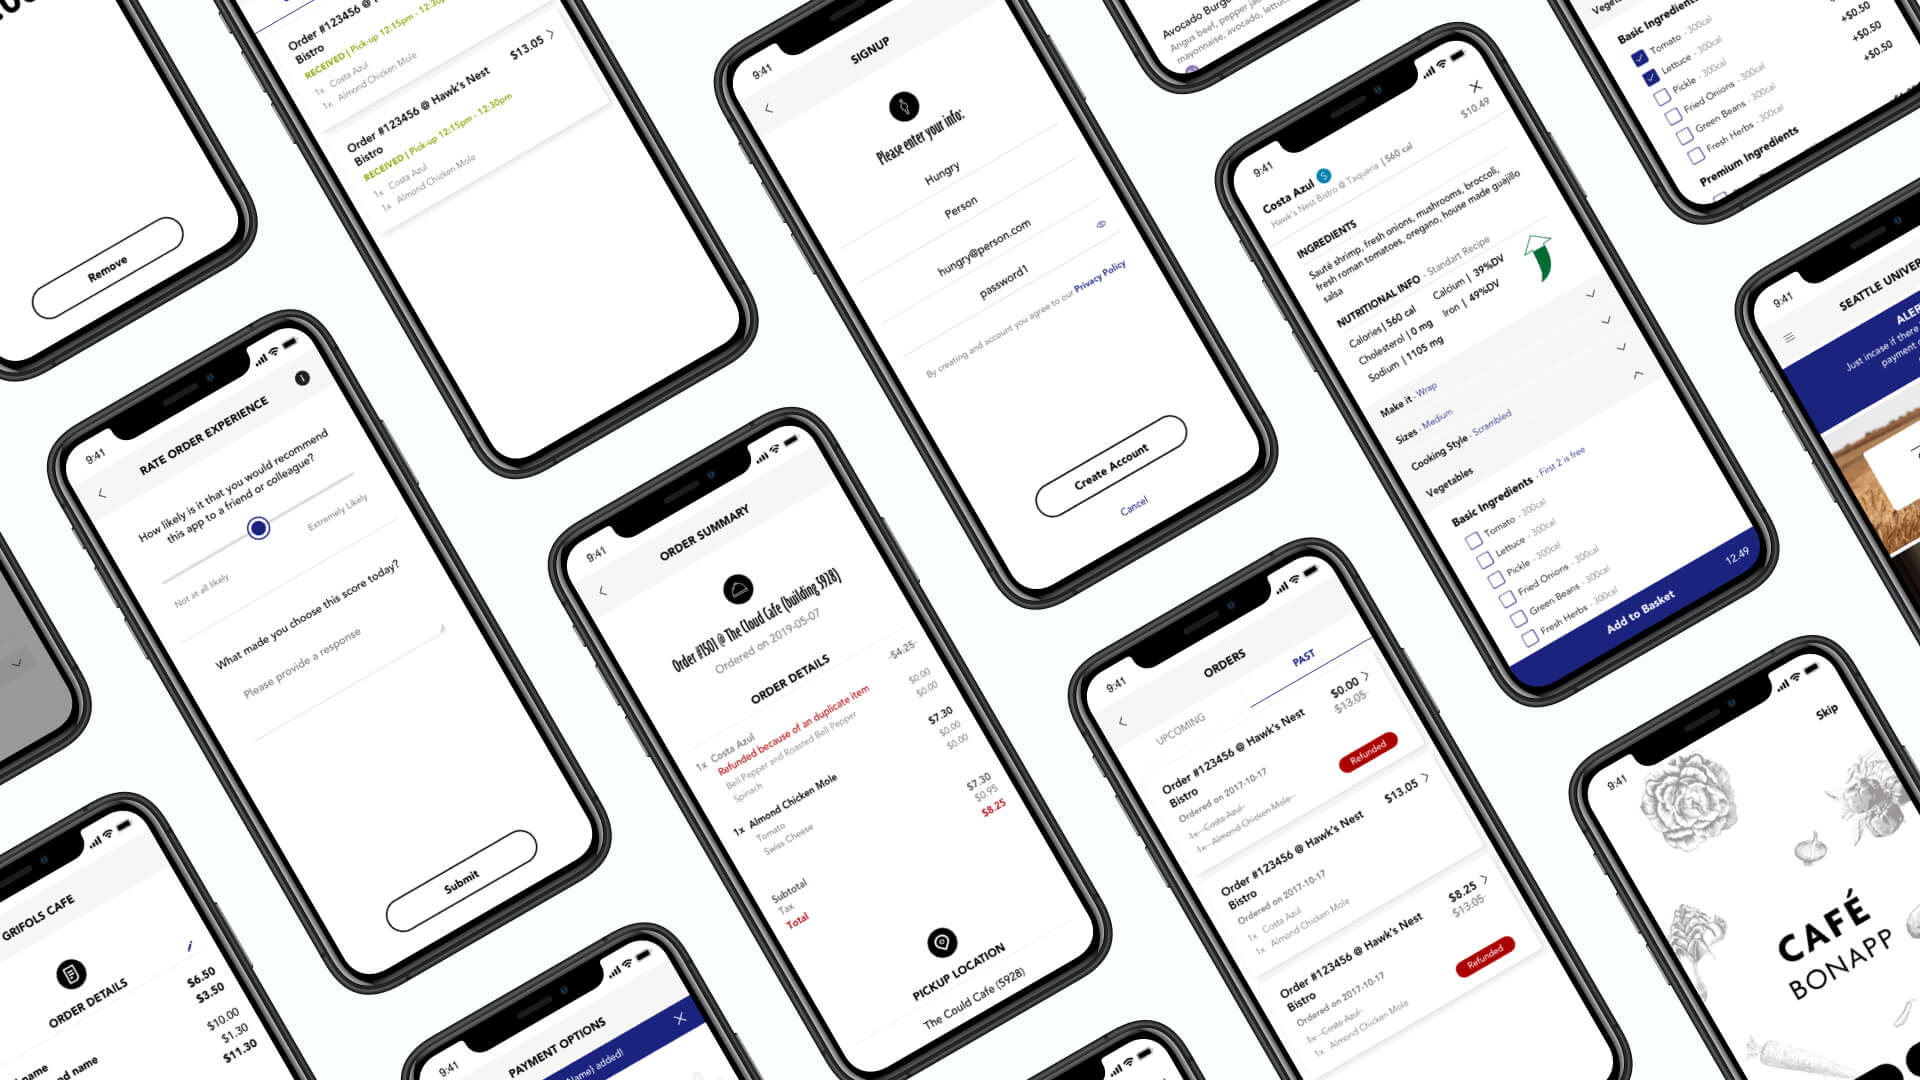 Remove
Order #123456 @
Bistro
RECEIVED | Pick-up 12:15pm - 12:30pm
1x Costa Azul
1x Almond Chicken Mole
$13.05
Order #123456 @ Hawk's Nest
Bistro
RECEIVED | Pick-up 12:15pm - 12:30pm
1x Costa Azul
1x Almond Chicken Mole
9:41
SIGNUP
Please enter your info:
Hungry
Person
hungry@person.com
password1
By creating and account you agree to our Privacy Policy
Create Account
Cancel
Avocado Burge
Angus beef, pepper
mayonnaise, avocado,
9:41
$10.49
Costa Azul S
Hawk's Nest Bistro @ Taqueria | 560 cal
INGREDIENTS
Sauté shrimp, fresh onions, mushrooms, broccoli,
fresh roman tomatoes, oregano, house made guajillo
salsa
NUTRITIONAL INFO - Standart Recipe
Calories | 560 cal Calcium | 39%DV
Cholesterol | 0 mg Iron | 49%DV
Sodium | 1105 mg
Make it - Wrap
Sizes - Medium
Cooking Style - Scrambled
Vegetables
Basic Ingredients - First 2 is free
Tomato - 300cal
Lettuce - 300cal
Pickle - 300cal
Fried Onions - 300cal
Green Beans - 300cal
Fresh Herbs - 300cal
Add to Basket 12.49
Basic Ingredients
Tomato - 300cal
Lettuce - 300cal +$0.50
Pickle - 300cal +$0.50
Fried Onions - 300cal +$0.50
Green Beans - 300cal
Fresh Herbs - 300cal
Premium Ingredients
9:41
SEATTLE UNIVER
ALER
Just incase if there
payment
9:41
RATE ORDER EXPERIENCE
How likely is it that you would recommend
this app to a friend or colleague?
Not at all likely Extremely Likely
What made you choose this score today?
Please provide a response
Submit
9:41
ORDER SUMMARY
Order #1501 @ The Cloud Cafe (building 5928)
Ordered on 2019-05-07
ORDER DETAILS
1x Costa Azul -$4.25-
Refunded because of an duplicate item
Bell Pepper and Roasted Bell Pepper $0.00
Spinach $0.00
1x Almond Chicken Mole $7.30
Tomato $0.00
Swiss Cheese $0.00
Subtotal $7.30
Tax $0.95
Total $8.25
PICKUP LOCATION
The Could Cafe (5928)
9:41
ORDERS
UPCOMING PAST
Order #123456 @ Hawk's Nest $0.00
Bistro $13.05
Ordered on 2017-10-17
1x Costa Azul
1x Almond Chicken Mole
Refunded
Order #123456 @ Hawk's Nest $13.05
Bistro
Ordered on 2017-10-17
1x Costa Azul
1x Almond Chicken Mole
Order #123456 @ Hawk's Nest $8.25
Bistro $13.05
Ordered on 2017-10-17
1x Costa Azul
1x Almond Chicken Mole
Refunded
9:41
Skip
CAFÉ
BONAPP
GRIFOLS CAFE
ORDER DETAILS
$6.50
$3.50
$10.00
$1.30
$11.30
name
nd name
9:41
PAYMENT OPTIONS
Name} added!